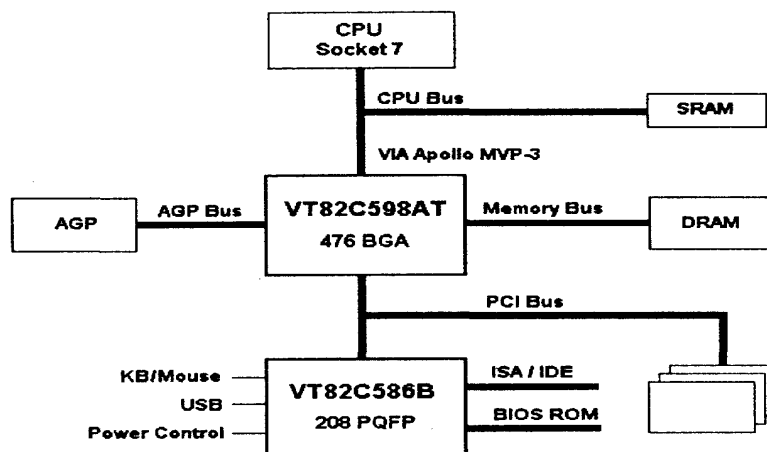 CPU
Socket 7
CPU Bus
SRAM
VIA Apollo MVP-3
AGP
AGP Bus
VT82C598AT
476 BGA
Memory Bus
DRAM
PCI Bus
KB/Mouse
USB
Power Control
VT82C586B
208 PQFP
ISA / IDE
BIOS ROM